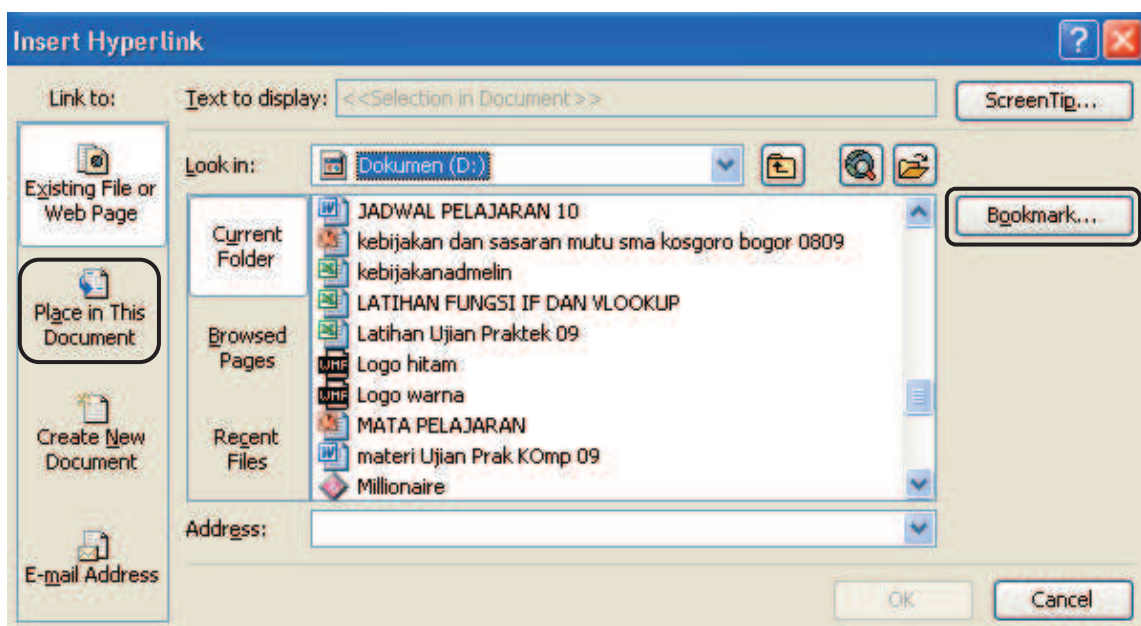 Insert Hyperlink
Link to:
Text to display: <<Selection in Document>>
ScreenTip...
Existing File or
Web Page
Look in:
Dokumen (D:)
Bookmark...
Current
Folder
Browsed
Pages
Recent
Files
JADWAL PELAJARAN 10
kebijakan dan sasaran mutu sma kosgoro bogor 0809
kebijakanadmelin
LATIHAN FUNGSI IF DAN VLOOKUP
Latihan Ujian Praktek 09
Logo hitam
Logo warna
MATA PELAJARAN
materi Ujian Prak KOmp 09
Millionaire
Place in This
Document
Create New
Document
E-mail Address
Address:
OK
Cancel